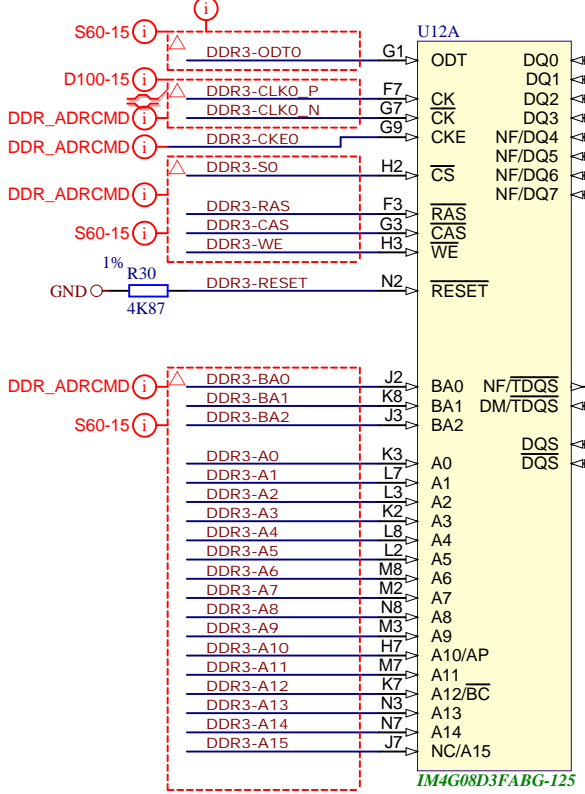 i
S60-15 i
U12A
DDR3-ODT0 G1 ODT DQ0
D100-15 i DQ1
DDR3-CLK0_P F7 CK DQ2
DDR_ADRCMD i DDR3-CLK0_N G7 CK DQ3
DDR_ADRCMD i DDR3-CKE0 G9 CKE NF/DQ4
NF/DQ5
DDR3-S0 H2 CS NF/DQ6
DDR_ADRCMD i NF/DQ7
DDR3-RAS F3 RAS
S60-15 i DDR3-CAS G3 CAS
DDR3-WE H3 WE
1%
R30
GND DDR3-RESET N2 RESET
4K87
DDR_ADRCMD i DDR3-BA0 J2 BA0 NF/TDQS
DDR3-BA1 K8 BA1 DM/TDQS
S60-15 i DDR3-BA2 J3 BA2
DQS
DDR3-A0 K3 A0 DQS
DDR3-A1 L7 A1
DDR3-A2 L3 A2
DDR3-A3 K2 A3
DDR3-A4 L8 A4
DDR3-A5 L2 A5
DDR3-A6 M8 A6
DDR3-A7 M2 A7
DDR3-A8 N8 A8
DDR3-A9 M3 A9
DDR3-A10 H7 A10/AP
DDR3-A11 M7 A11
DDR3-A12 K7 A12/BC
DDR3-A13 N3 A13
DDR3-A14 N7 A14
DDR3-A15 J7 NC/A15
IM4G08D3FABG-125